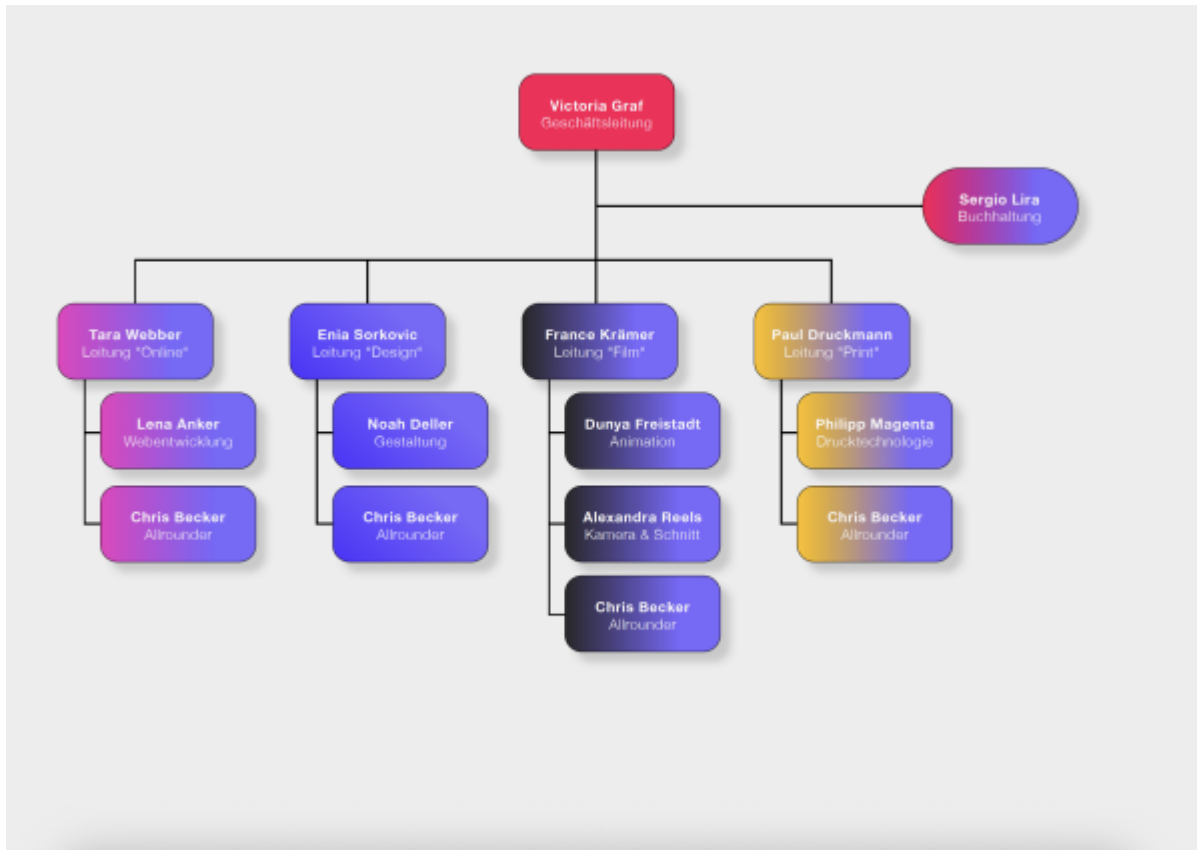 Victoria Graf
Geschäftsleitung
Sergio Lira
Buchhaltung
Tara Webber
Leitung "Online"
Enia Sorkovic
Leitung "Design"
France Krämer
Leitung "Film"
Paul Druckmann
Leitung "Print"
Lena Anker
Webentwicklung
Noah Deller
Gestaltung
Dunya Freistadt
Animation
Philipp Magenta
Drucktechnologie
Chris Becker
Allrounder
Chris Becker
Allrounder
Alexandra Reels
Kamera & Schnitt
Chris Becker
Allrounder
Chris Becker
Allrounder